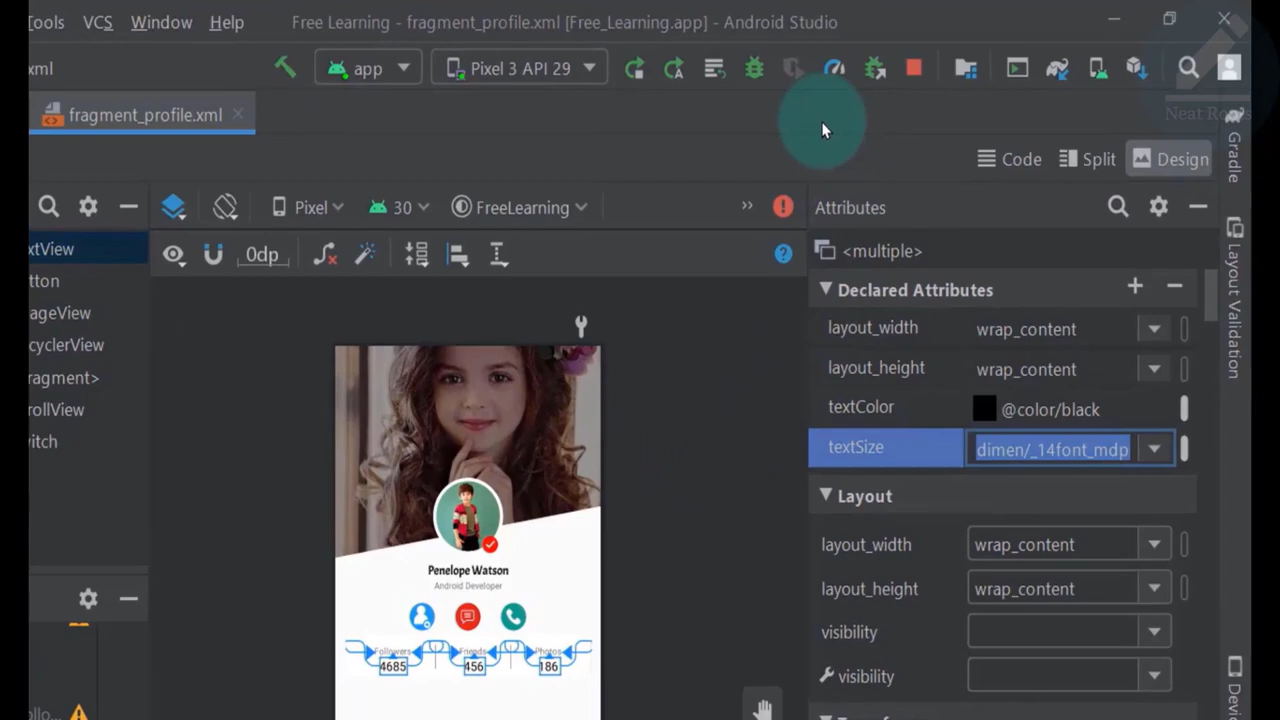 Tools VCS Window Help Free Learning - fragment_profile.xml [Free_Learning.app] - Android Studio
xml app Pixel 3 API 29
fragment_profile.xml
Code Split Design
Pixel 30 FreeLearning Attributes
0dp <multiple>
xtView
tton
ageView
cyclerView
ragment>
rollView
itch
Penelope Watson
Android Developer
Followers Friends Photos
4685 456 186
Declared Attributes
layout_width wrap_content
layout_height wrap_content
textColor @color/black
textSize dimen/_14font_mdp
Layout
layout_width wrap_content
layout_height wrap_content
visibility
visibility
Gradle
Layout Validation